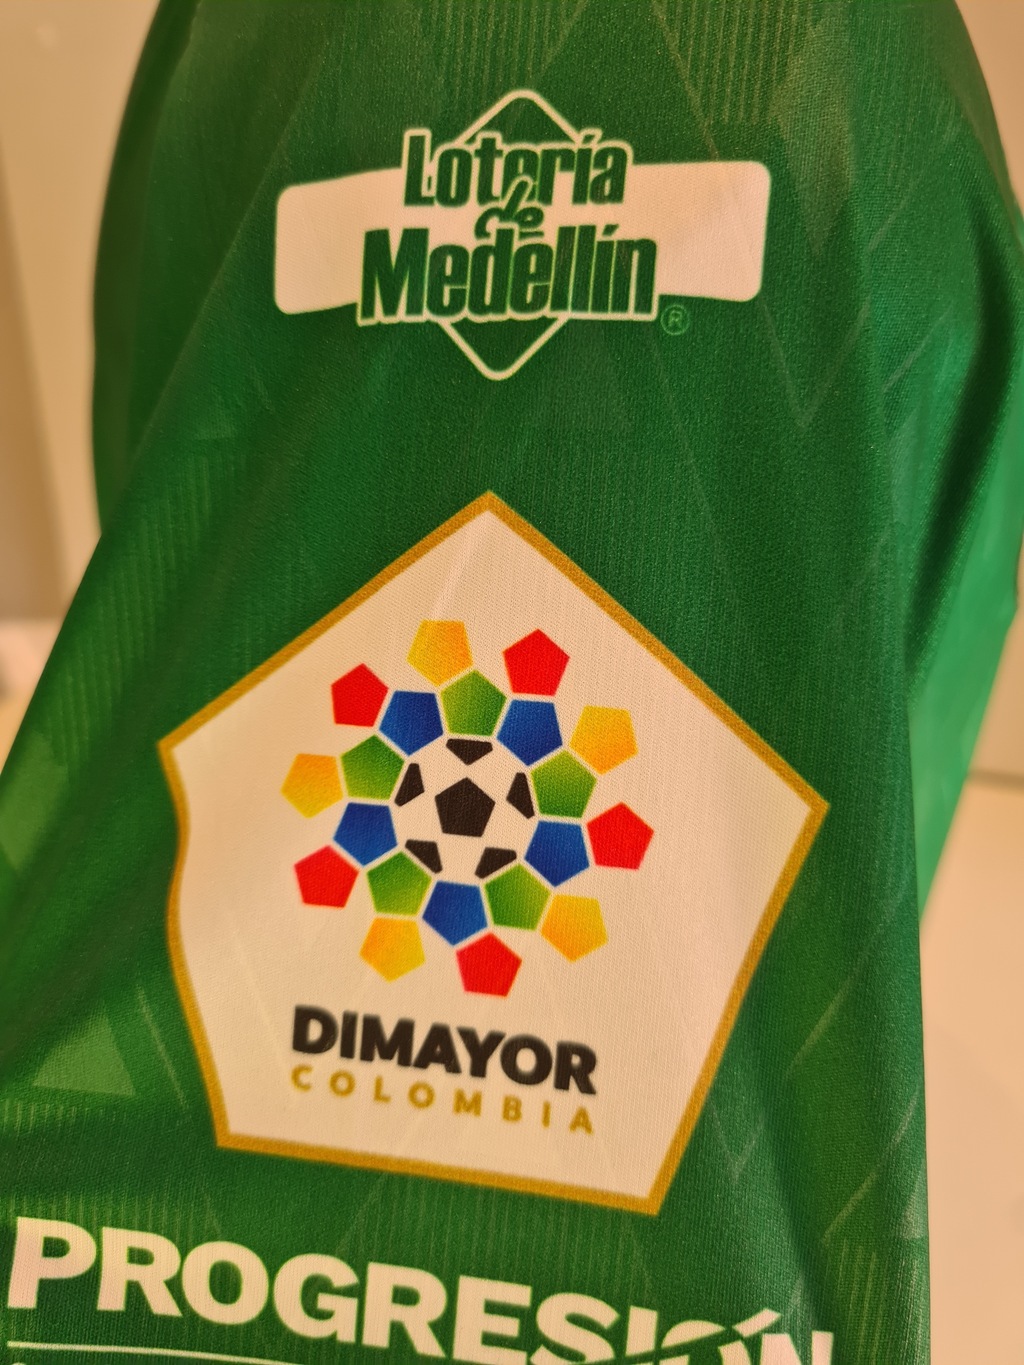 Lotería
de
Medellín
®
DIMAYOR
COLOMBIA
PROGRESIÓN